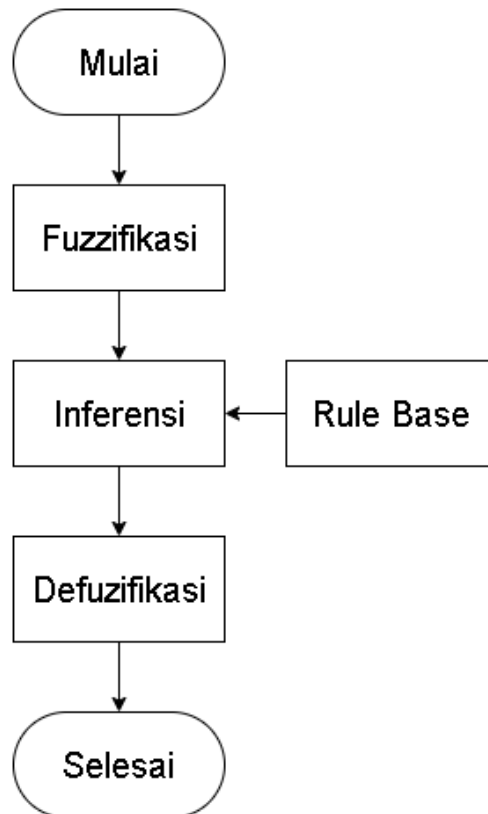 Mulai
Fuzzifikasi
Inferensi
Rule Base
Defuzifikasi
Selesai